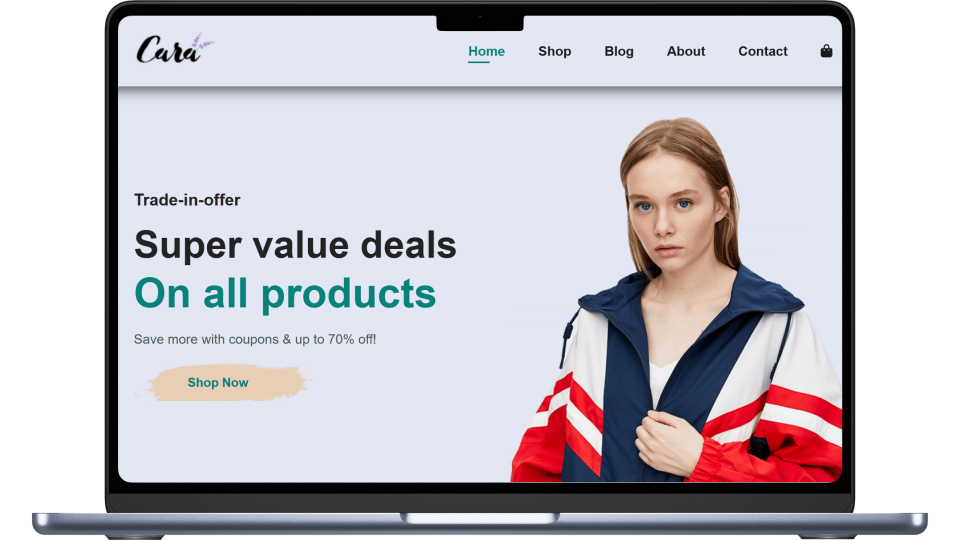 Cara
Home Shop Blog About Contact
Trade-in-offer
Super value deals
On all products
Save more with coupons & up to 70% off!
Shop Now